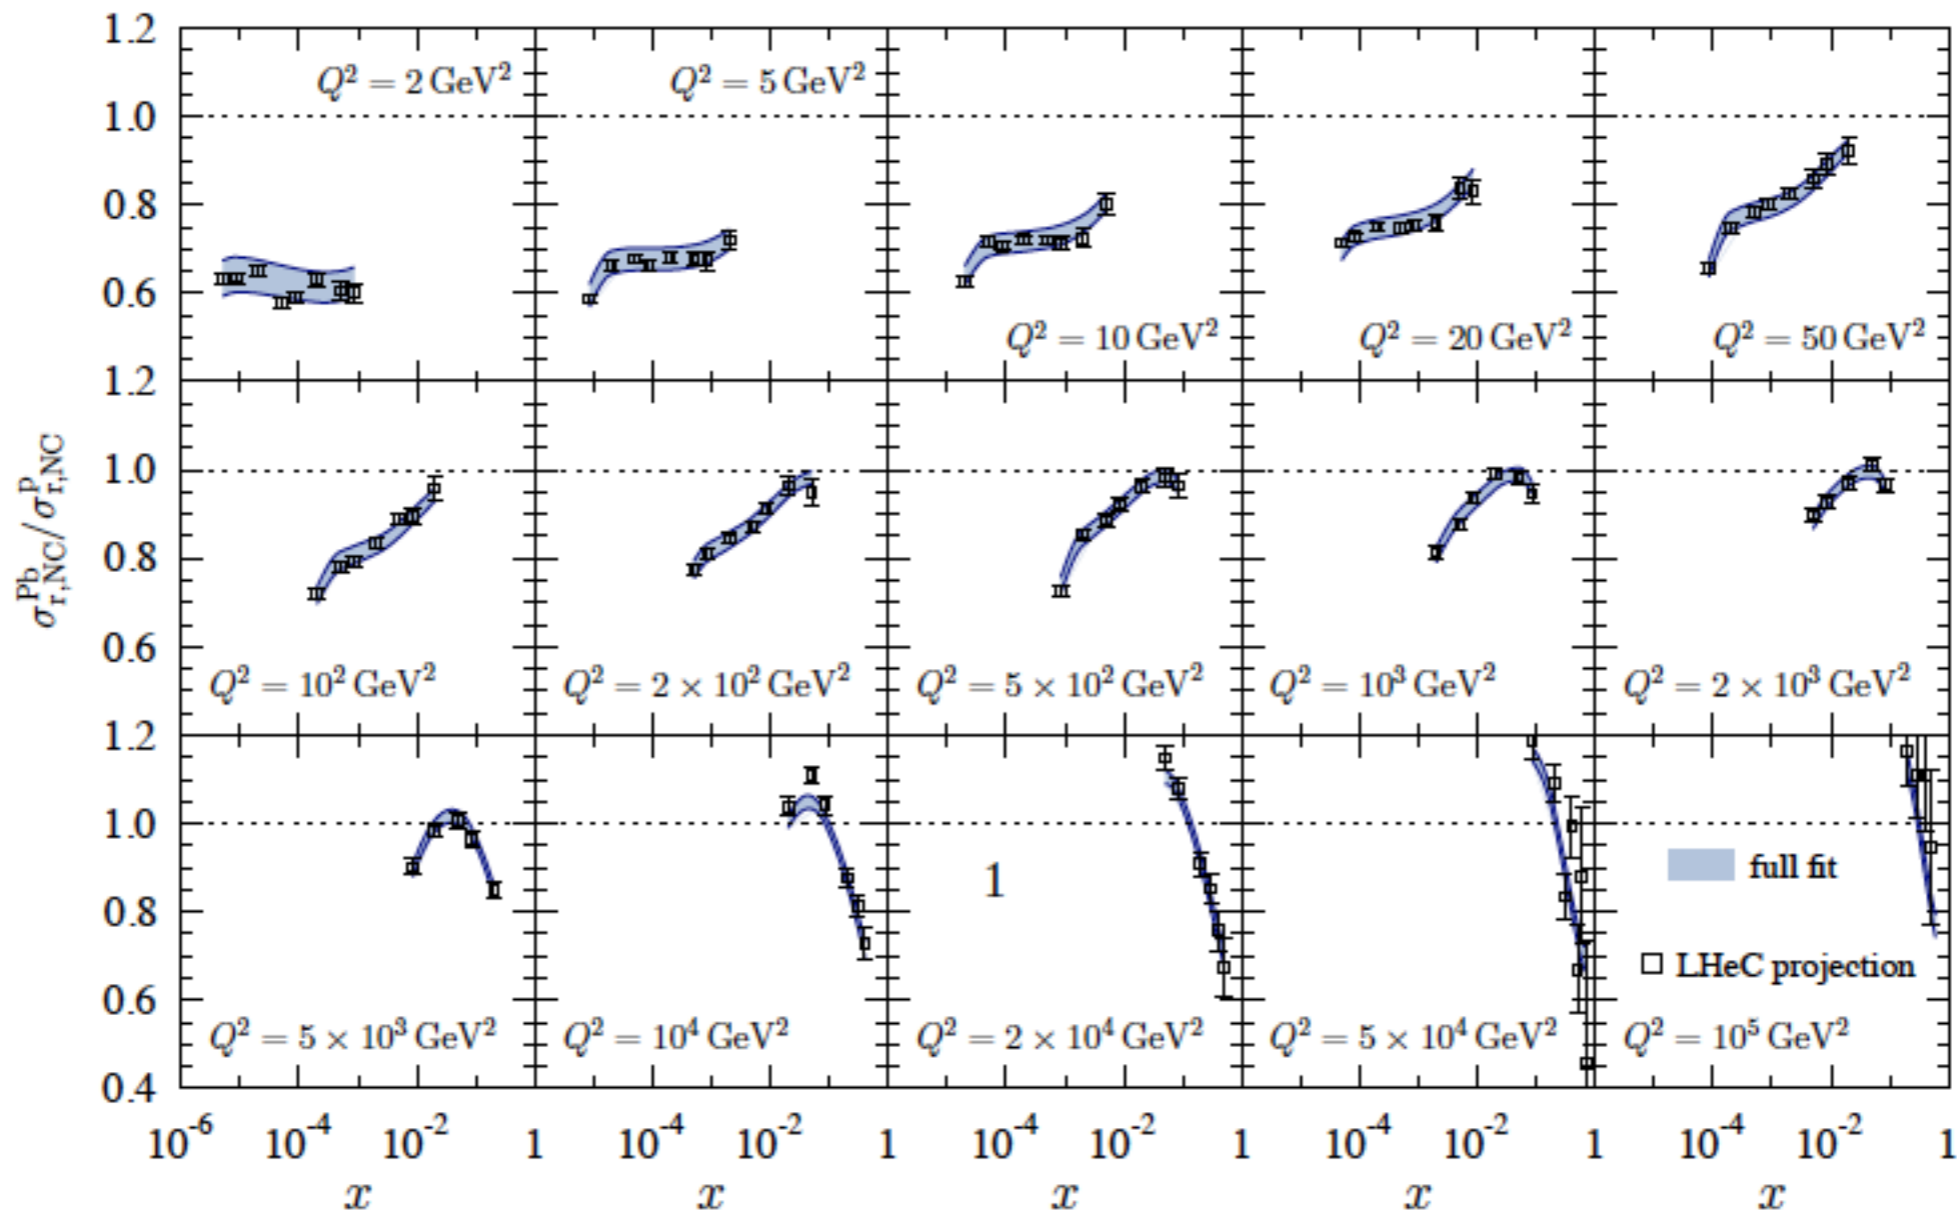 1.2
Q² = 2 GeV²
Q² = 5 GeV²
1.0
0.8
0.6
Q² = 10 GeV²
Q² = 20 GeV²
Q² = 50 GeV²
1.2
1.0
0.8
0.6
σ^Pb_r,NC / σ^p_r,NC
Q² = 10² GeV²
Q² = 2 × 10² GeV²
Q² = 5 × 10² GeV²
Q² = 10³ GeV²
Q² = 2 × 10³ GeV²
1.2
1.0
0.8
0.6
0.4
1
full fit
LHeC projection
Q² = 5 × 10³ GeV²
Q² = 10⁴ GeV²
Q² = 2 × 10⁴ GeV²
Q² = 5 × 10⁴ GeV²
Q² = 10⁵ GeV²
10⁻⁶ 10⁻⁴ 10⁻² 1 10⁻⁴ 10⁻² 1 10⁻⁴ 10⁻² 1 10⁻⁴ 10⁻² 1 10⁻⁴ 10⁻² 1
x x x x x